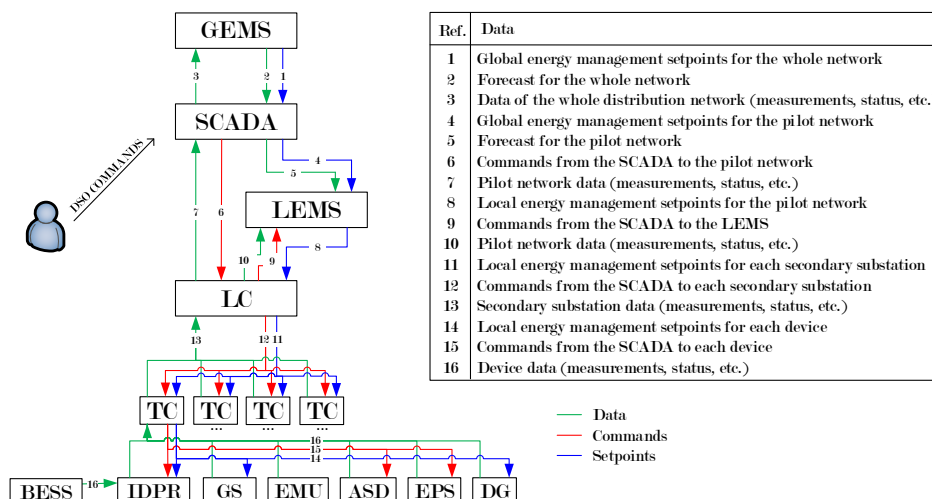 GEMS
3
2
1
SCADA
4
5
DSO COMMANDS
7
6
LEMS
8
10
9
LC
13
12
11
TC
TC
TC
TC
...
...
...
16
15
14
BESS
16
IDPR
GS
EMU
ASD
EPS
DG
Ref. Data
1 Global energy management setpoints for the whole network
2 Forecast for the whole network
3 Data of the whole distribution network (measurements, status, etc.
4 Global energy management setpoints for the pilot network
5 Forecast for the pilot network
6 Commands from the SCADA to the pilot network
7 Pilot network data (measurements, status, etc.)
8 Local energy management setpoints for the pilot network
9 Commands from the SCADA to the LEMS
10 Pilot network data (measurements, status, etc.)
11 Local energy management setpoints for each secondary substation
12 Commands from the SCADA to each secondary substation
13 Secondary substation data (measurements, status, etc.)
14 Local energy management setpoints for each device
15 Commands from the SCADA to each device
16 Device data (measurements, status, etc.)
Data
Commands
Setpoints